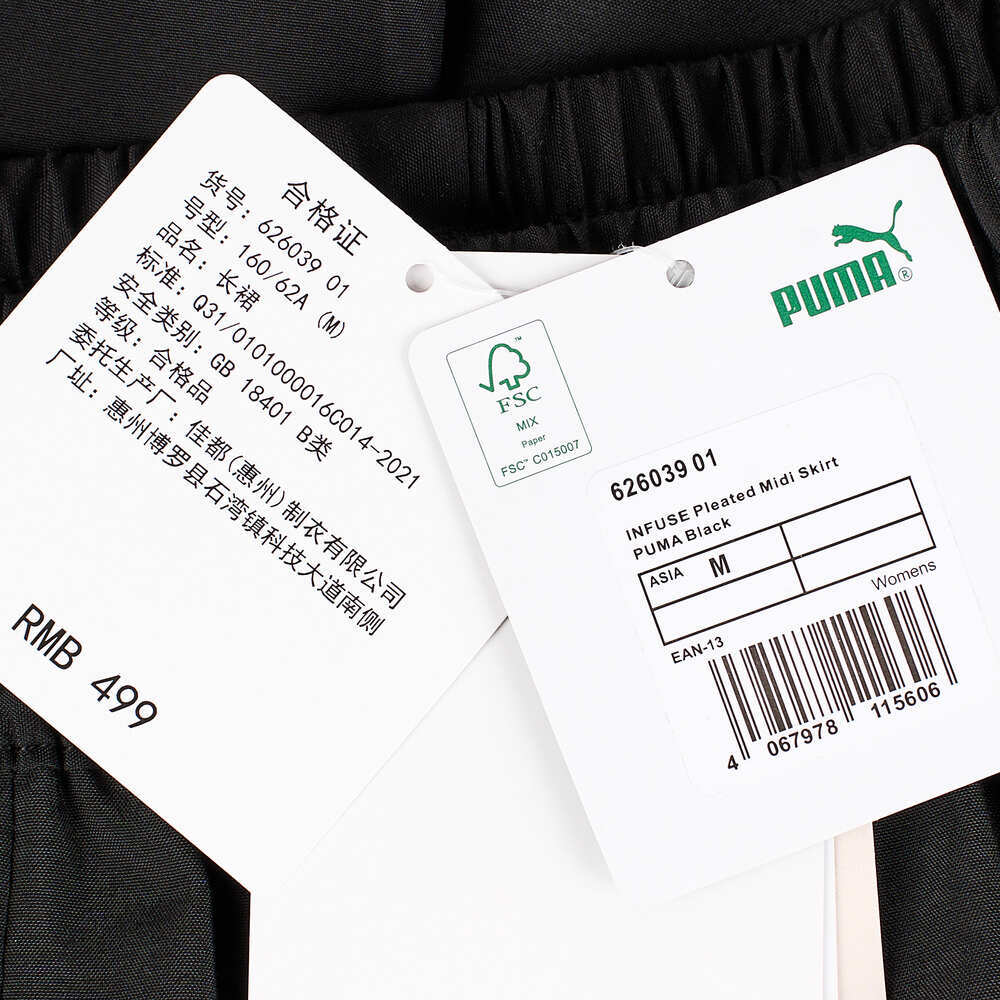 合格证
货号: 626039 01
号型: 160/62A (M)
品名: 长裙
标准: Q31/0101000016C014-2021
安全类别: GB 18401 B类
等级: 合格品
委托生产厂: 佳都(惠州)制衣有限公司
厂址: 惠州博罗县石湾镇科技大道南侧
RMB 499
PUMA®
FSC™
MIX
Paper
FSC™ C015007
626039 01
INFUSE Pleated Midi Skirt
PUMA Black
ASIA M
Womens
EAN-13
4 067978 115606